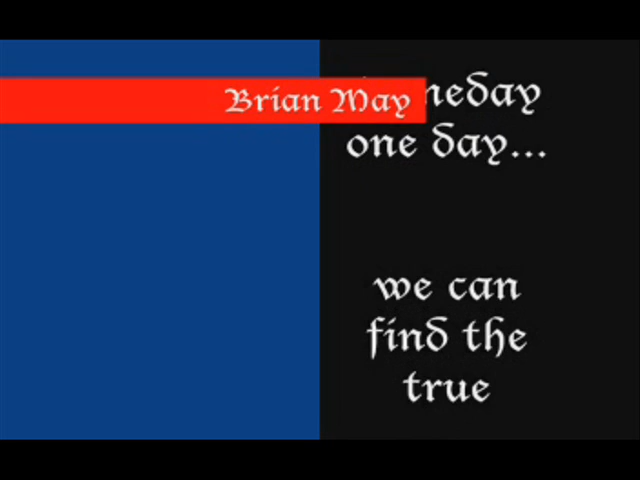 Brian May
one day...
we can
find the
true